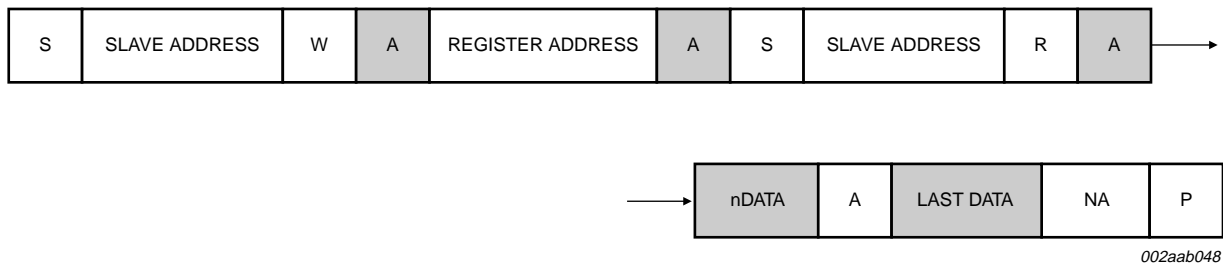 S SLAVE ADDRESS W A REGISTER ADDRESS A S SLAVE ADDRESS R A
nDATA A LAST DATA NA P
002aab048